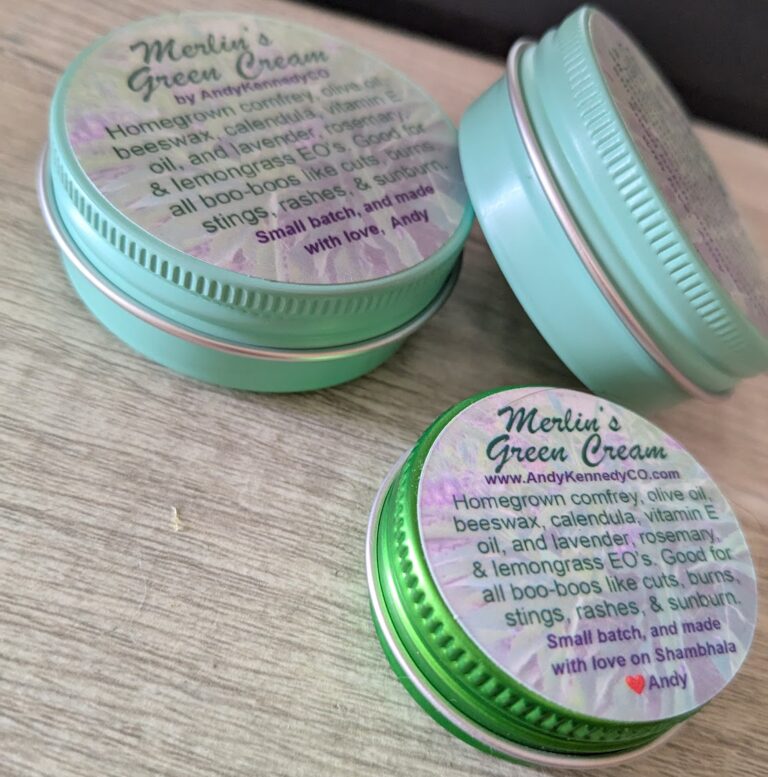 Merlin's
Green Cream
by AndyKennedyCO
Homegrown comfrey, olive oil,
beeswax, calendula, vitamin E
oil, and lavender, rosemary,
& lemongrass EO's. Good for
all boo-boos like cuts, burns,
stings, rashes, & sunburn.
Small batch, and made
with love, Andy
Merlin's
Green Cream
www.AndyKennedyCO.com
Homegrown comfrey, olive oil,
beeswax, calendula, vitamin E
oil, and lavender, rosemary,
& lemongrass EO's. Good for
all boo-boos like cuts, burns,
stings, rashes, & sunburn.
Small batch, and made
with love on Shambhala
❤️Andy